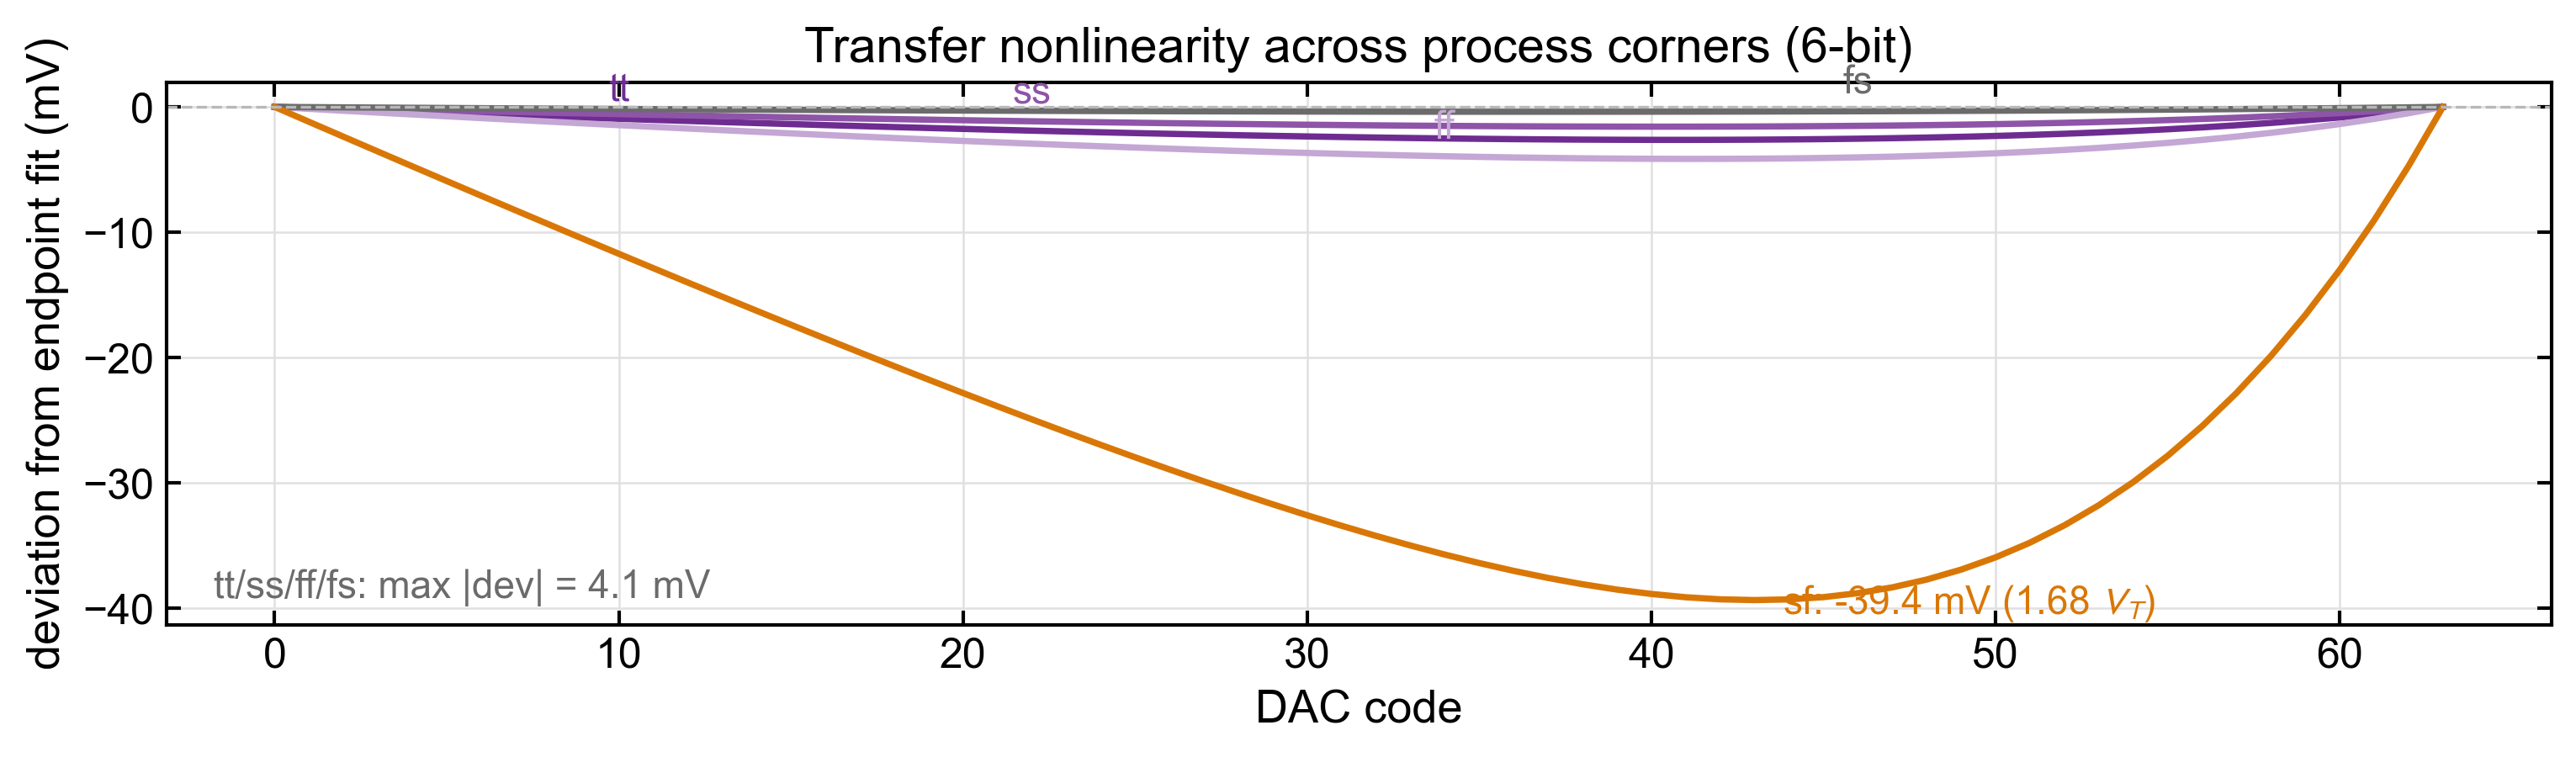 Transfer nonlinearity across process corners (6-bit)
deviation from endpoint fit (mV)
tt
ss
fs
ff
0
−10
−20
−30
−40
tt/ss/ff/fs: max |dev| = 4.1 mV
sf: -39.4 mV (1.68 V_T)
0 10 20 30 40 50 60
DAC code